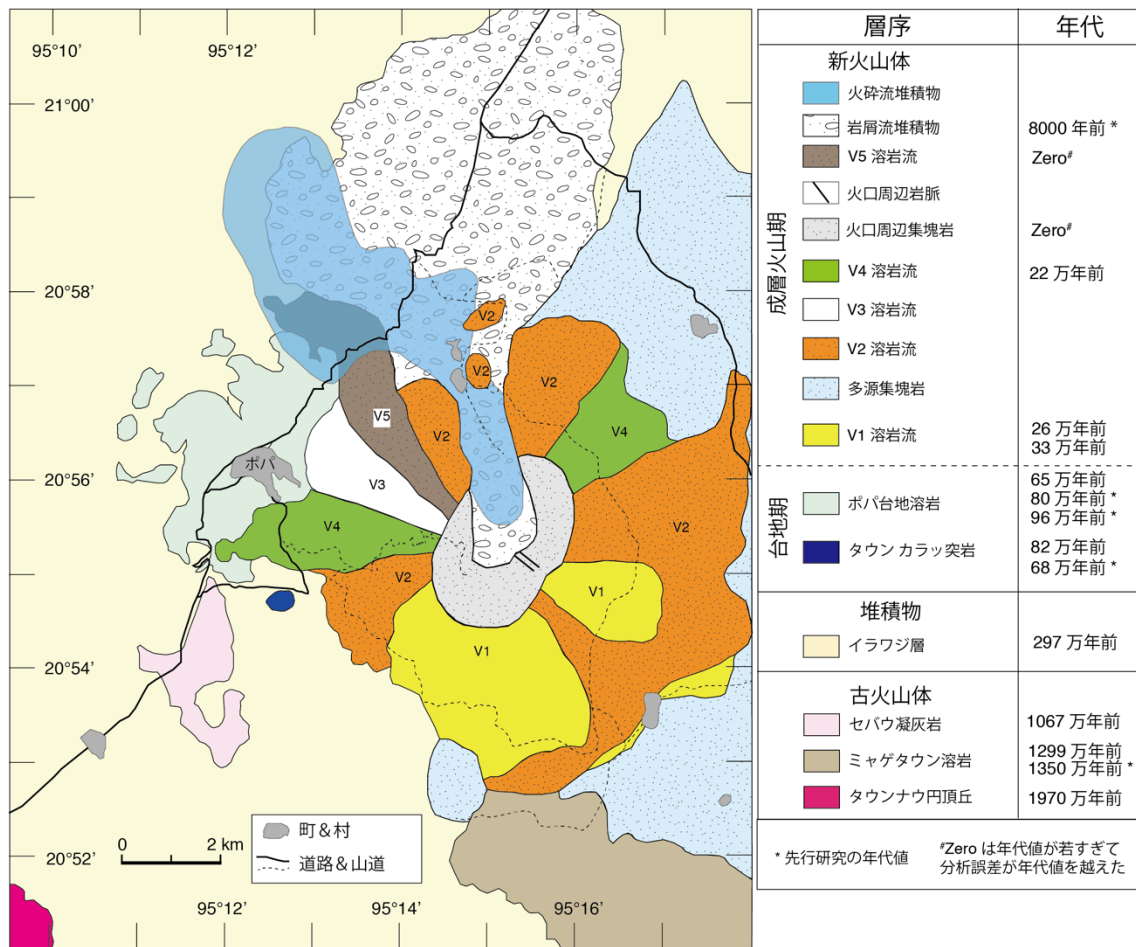 95°10’
95°12’
21°00’
20°58’
20°56’
20°54’
20°52’
95°12’
95°14’
95°16’
V2
V2
V2
V5
V2
V4
ポパ
V3
V4
V2
V2
V1
V1
0 2 km
町＆村
道路＆山道
層序 年代
新火山体
火砕流堆積物
岩屑流堆積物 8000 年前 *
V5 溶岩流 Zero#
火口周辺岩脈
火口周辺集塊岩 Zero#
V4 溶岩流 22 万年前
V3 溶岩流
V2 溶岩流
多源集塊岩
V1 溶岩流 26 万年前
33 万年前
成層火山期
65 万年前
ポパ台地溶岩 80 万年前 *
96 万年前 *
タウン カラッ突岩 82 万年前
68 万年前 *
台地期
堆積物
イラワジ層 297 万年前
古火山体
セバウ凝灰岩 1067 万年前
ミャゲタウン溶岩 1299 万年前
1350 万年前 *
タウンナウ円頂丘 1970 万年前
* 先行研究の年代値
#Zero は年代値が若すぎて
分析誤差が年代値を越えた